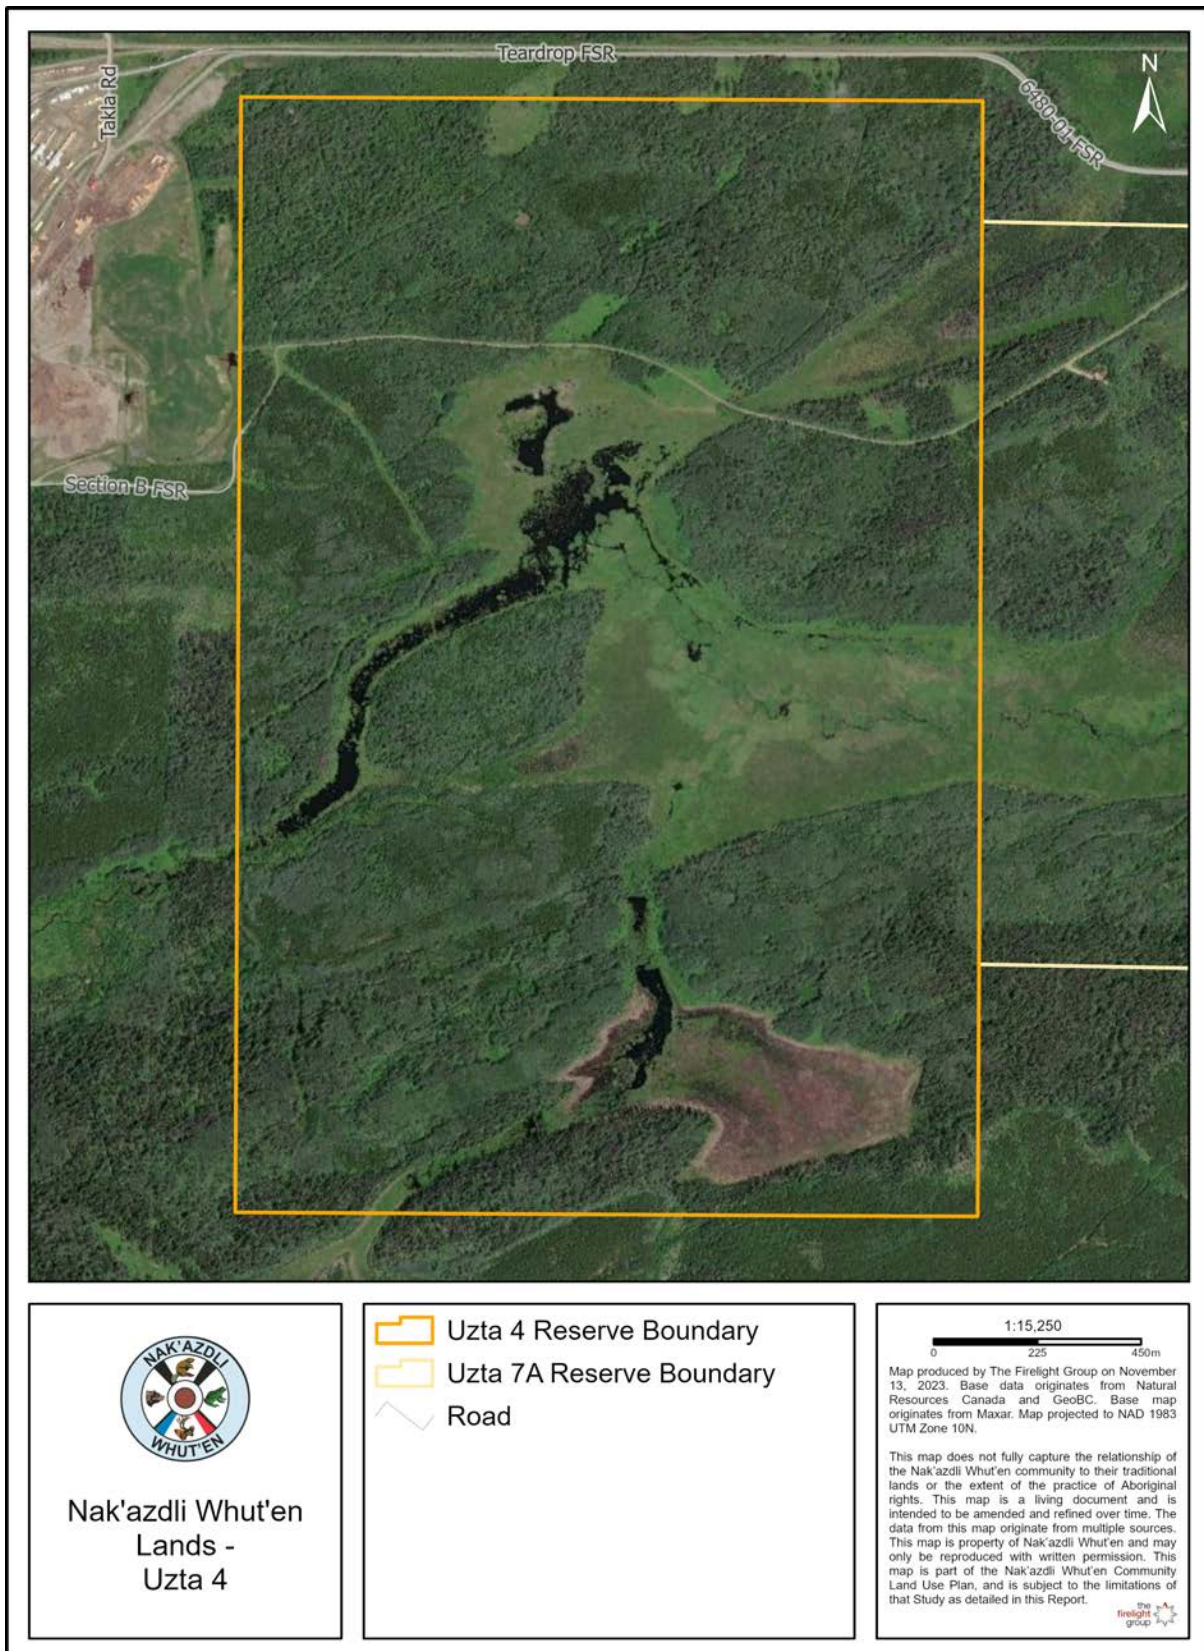 Teardrop FSR
N
Takla Rd
6480-01 FSR
Section B FSR
NAK'AZDLI
WHUT'EN
Nak'azdli Whut'en
Lands -
Uzta 4
Uzta 4 Reserve Boundary
Uzta 7A Reserve Boundary
Road
1:15,250
0 225 450m
Map produced by The Firelight Group on November
13, 2023. Base data originates from Natural
Resources Canada and GeoBC. Base map
originates from Maxar. Map projected to NAD 1983
UTM Zone 10N.
This map does not fully capture the relationship of
the Nak'azdli Whut'en community to their traditional
lands or the extent of the practice of Aboriginal
rights. This map is a living document and is
intended to be amended and refined over time. The
data from this map originate from multiple sources.
This map is property of Nak'azdli Whut'en and may
only be reproduced with written permission. This
map is part of the Nak'azdli Whut'en Community
Land Use Plan, and is subject to the limitations of
that Study as detailed in this Report.
the
firelight
group